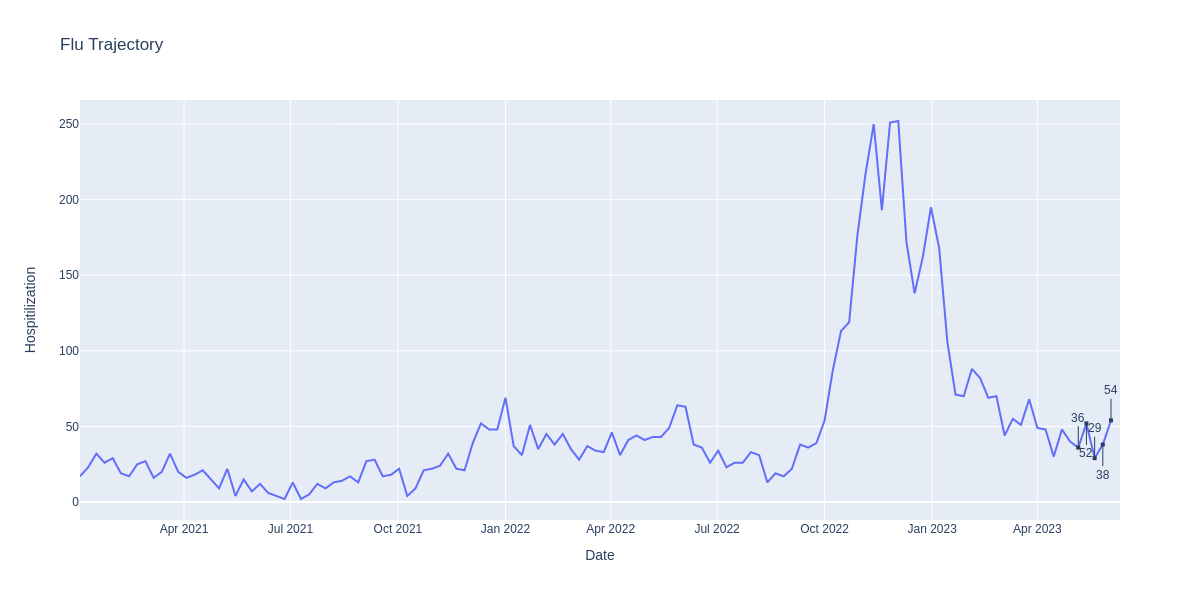 Flu Trajectory
Hospitilization
250
200
150
100
50
0
36
52
29
38
54
Apr 2021
Jul 2021
Oct 2021
Jan 2022
Apr 2022
Jul 2022
Oct 2022
Jan 2023
Apr 2023
Date